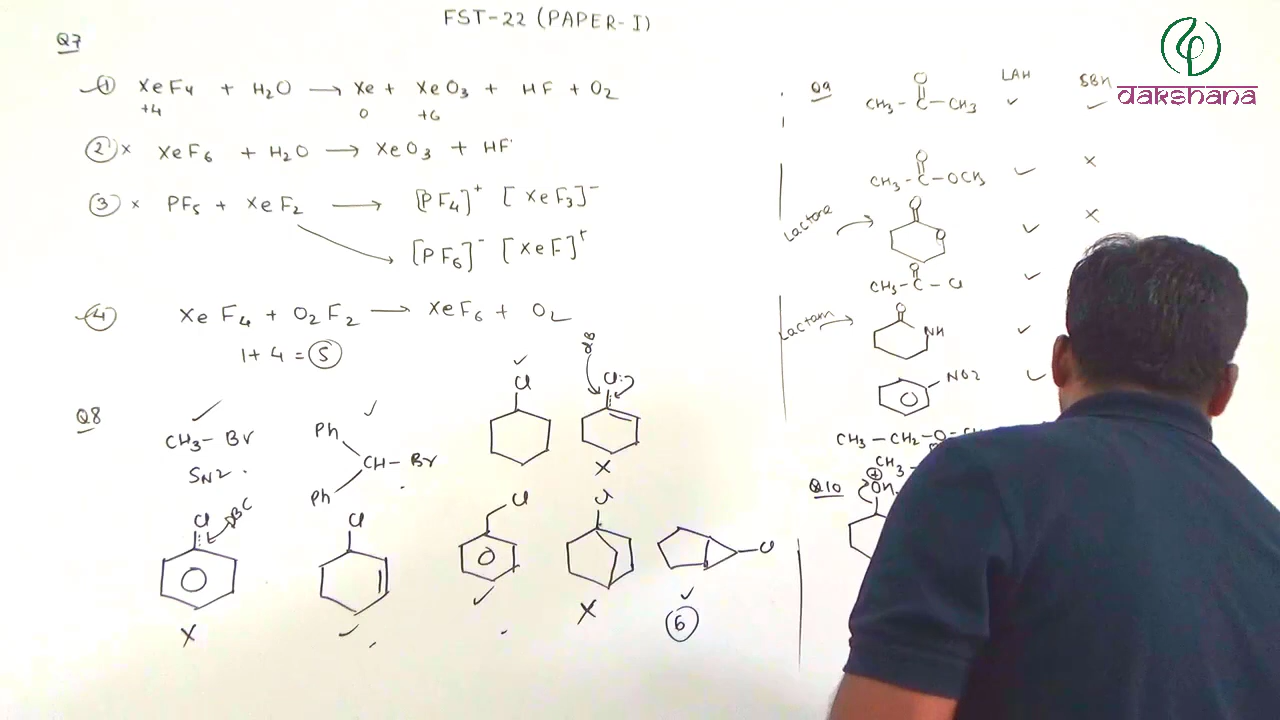 FST-22 (PAPER-I)
dakshana
Q7
① XeF4 + H2O → Xe + XeO3 + HF + O2
+4 0 +6
② × XeF6 + H2O → XeO3 + HF
③ × PF5 + XeF2 → [PF4]+ [XeF3]-
[PF6]- [XeF]+
④ XeF4 + O2F2 → XeF6 + O2
1+4 = ⑤
Q8
CH3-Br
SN2
Ph
CH-Br
Ph
Cl
Cl
X
Cl
X
Cl
Cl
X
Cl
⑥
Q9
LAH
SBH
CH3-C-CH3
O
✓ ✓
O
CH3-C-OCH3
✓ ×
Lactone
O
O
✓ ×
O
CH3-C-Cl
✓
Lactam
O
NH
✓
NO2
✓
CH3-CH2-O-
CH3
Q10
⊕